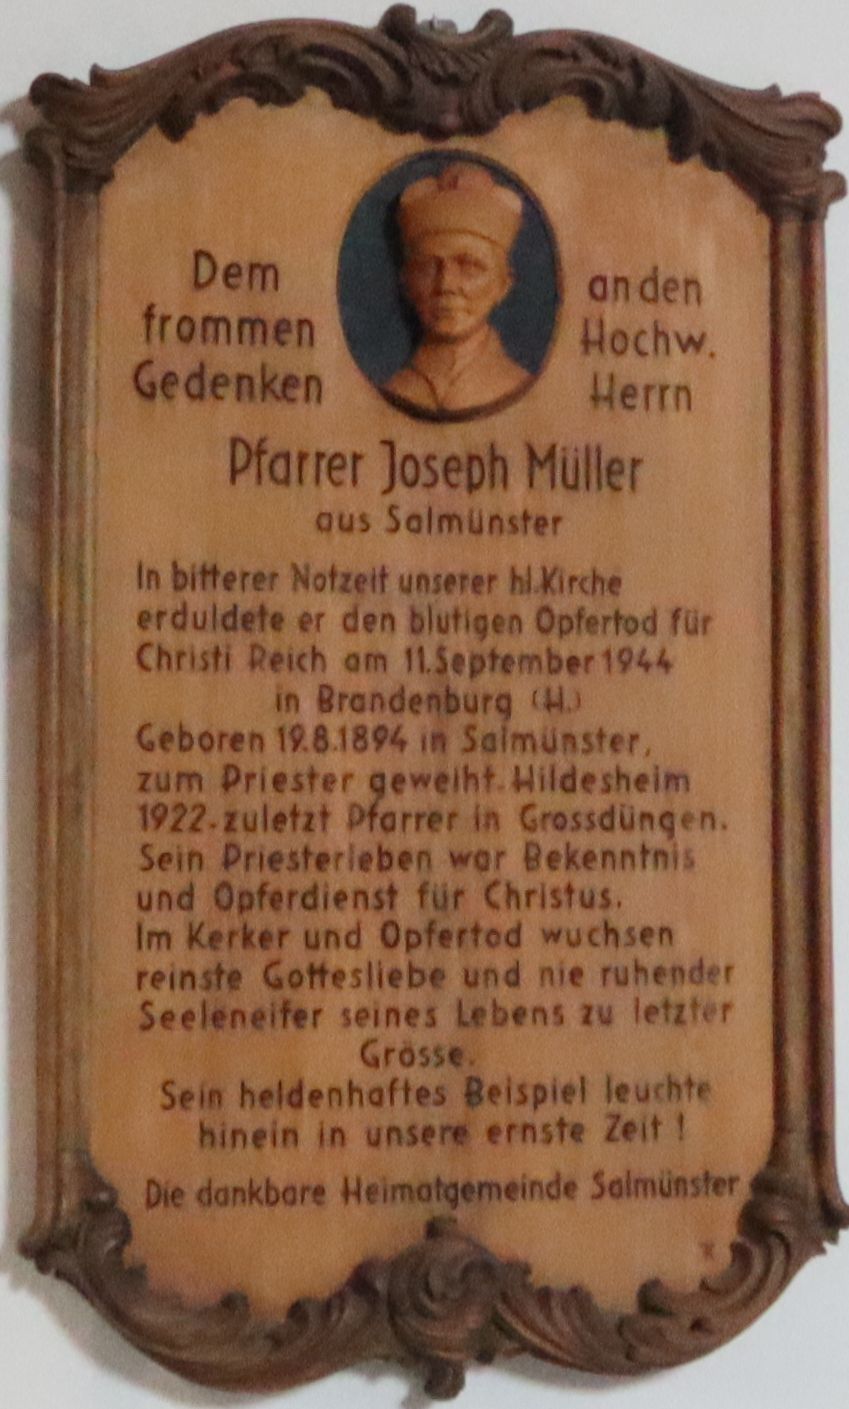 Dem
frommen
Gedenken
an den
Hochw.
Herrn
Pfarrer Joseph Müller
aus Salmünster
In bitterer Notzeit unserer hl. Kirche
erduldete er den blutigen Opfertod für
Christi Reich am 11. September 1944
in Brandenburg (H.)
Geboren 19.8.1894 in Salmünster,
zum Priester geweiht. Hildesheim
1922. zuletzt Pfarrer in Grossdüngen.
Sein Priesterleben war Bekenntnis
und Opferdienst für Christus.
Im Kerker und Opfertod wuchsen
reinste Gottesliebe und nie ruhender
Seeleneifer seines Lebens zu letzter
Grösse.
Sein heldenhaftes Beispiel leuchte
hinein in unsere ernste Zeit !
Die dankbare Heimatgemeinde Salmünster